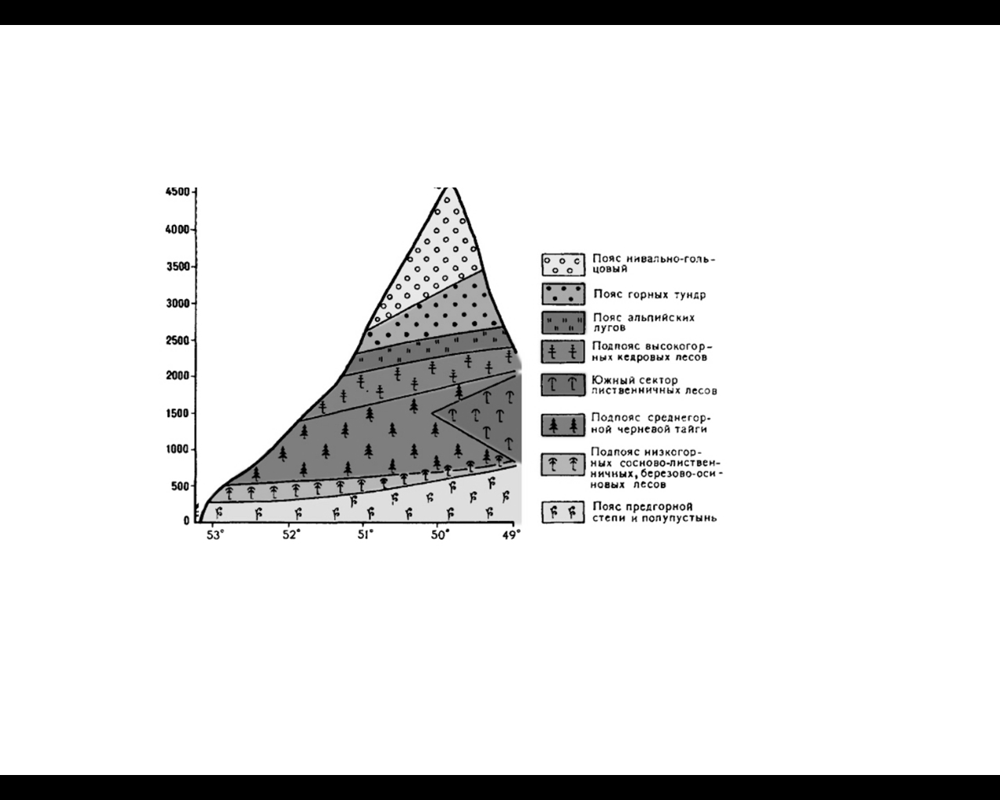 4500
4000
3500
3000
2500
2000
1500
1000
500
0
53°
52°
51°
50°
49°
Пояс нивально-голь-
цовый
Пояс горных тундр
Пояс альпийских
лугов
Подпояс высокогор-
ных кедровых лесов
Южный сектор
лиственничных лесов
Подпояс среднегор-
ной черневой тайги
Подпояс низкогор-
ных сосново-листвен-
ничных, березово-оси-
новых лесов
Пояс предгорной
степи и полупустынь